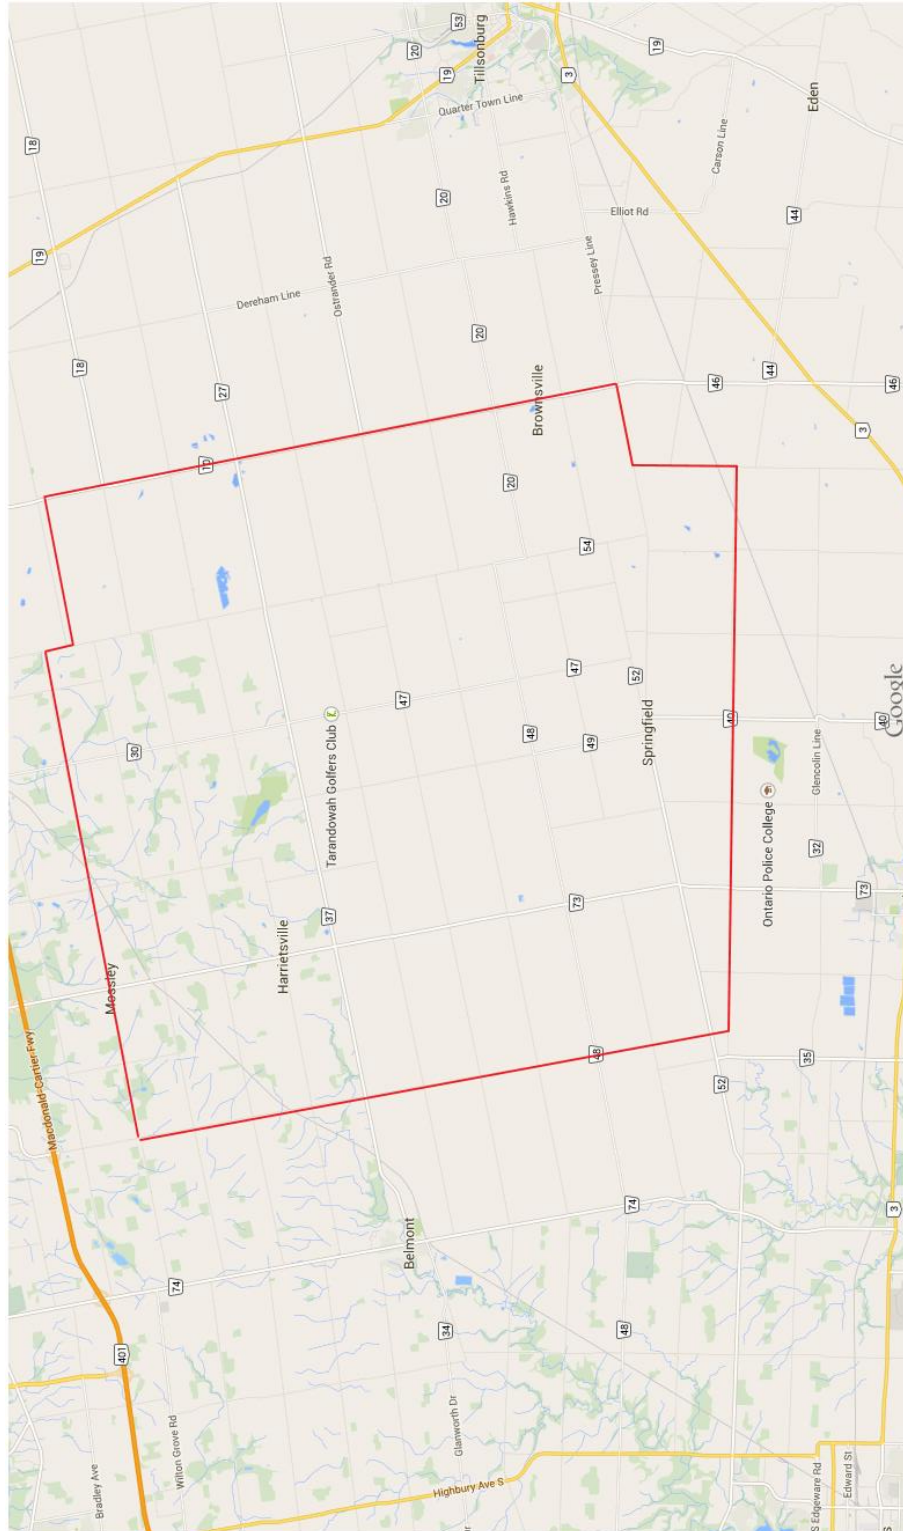 53
20
19
Tillsonburg
3
19
18
Quarter Town Line
Eden
Carson Line
19
20
Hawkins Rd
Elliot Rd
44
Dereham Line
Ostrander Rd
Pressey Line
18
27
20
46
44
46
Brownsville
3
10
20
54
47
47
52
30
48
49
Springfield
40
40
Google
Glencolin Line
Tarandowah Golfers Club
Ontario Police College
32
73
73
37
Harrietsville
Mossley
Macdonald-Cartier Fwy
48
35
52
74
3
Belmont
74
34
48
401
Glanworth Dr
Wilton Grove Rd
Bradley Ave
Highbury Ave S
S Edgeware Rd
Edward St